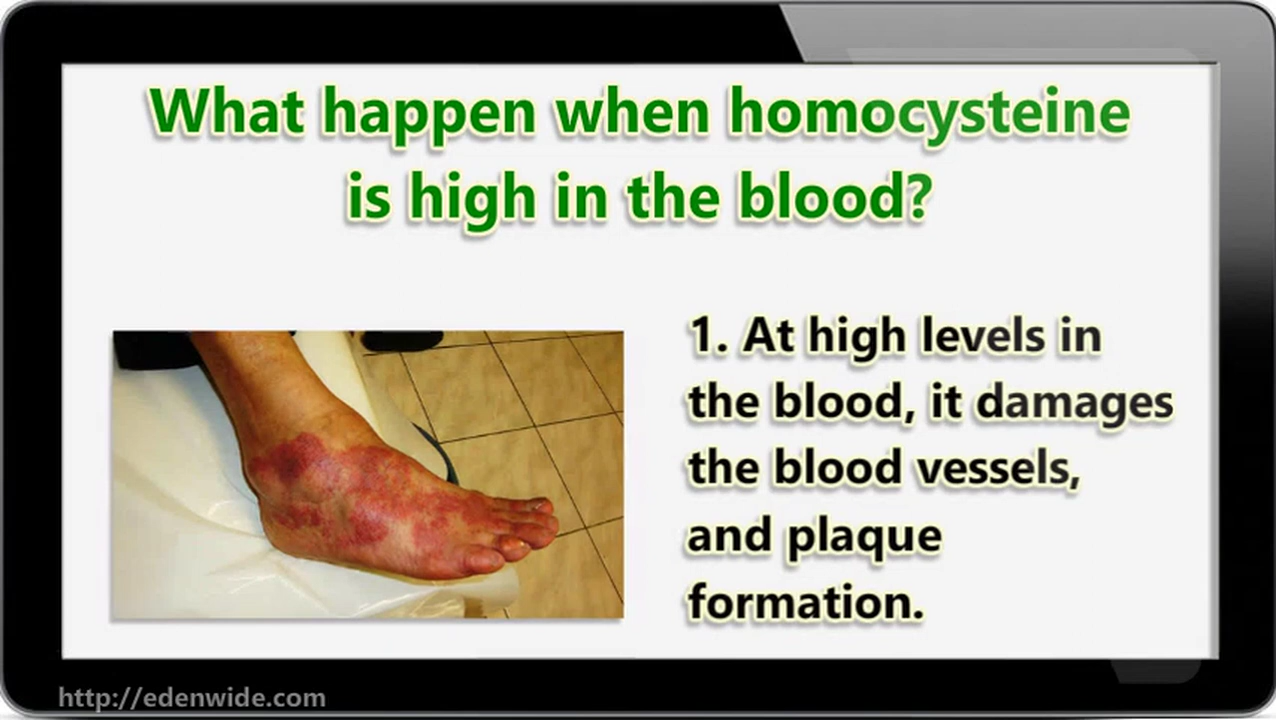 What happen when homocysteine
is high in the blood?
1. At high levels in
the blood, it damages
the blood vessels,
and plaque
formation.
http://edenwide.com